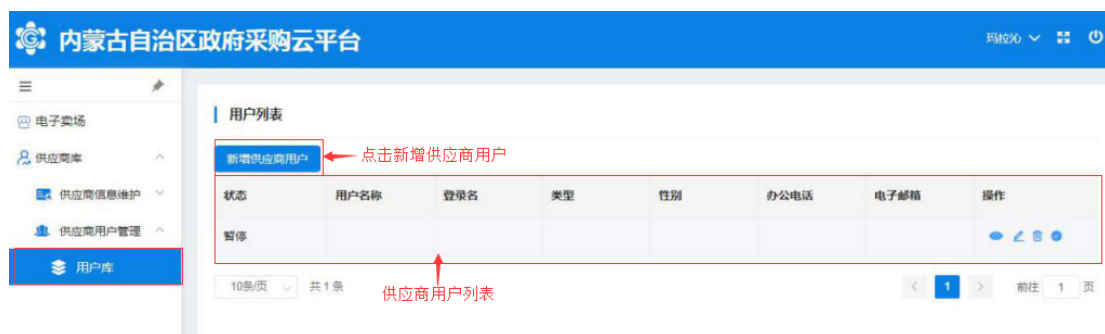 内蒙古自治区政府采购云平台
玛拉沁
电子卖场
用户列表
供应商库
新增供应商用户
点击新增供应商用户
供应商信息维护
状态 用户名称 登录名 类型 性别 办公电话 电子邮箱 操作
供应商用户管理
暂停
用户库
10条/页 共1条
供应商用户列表
1
前往 1 页